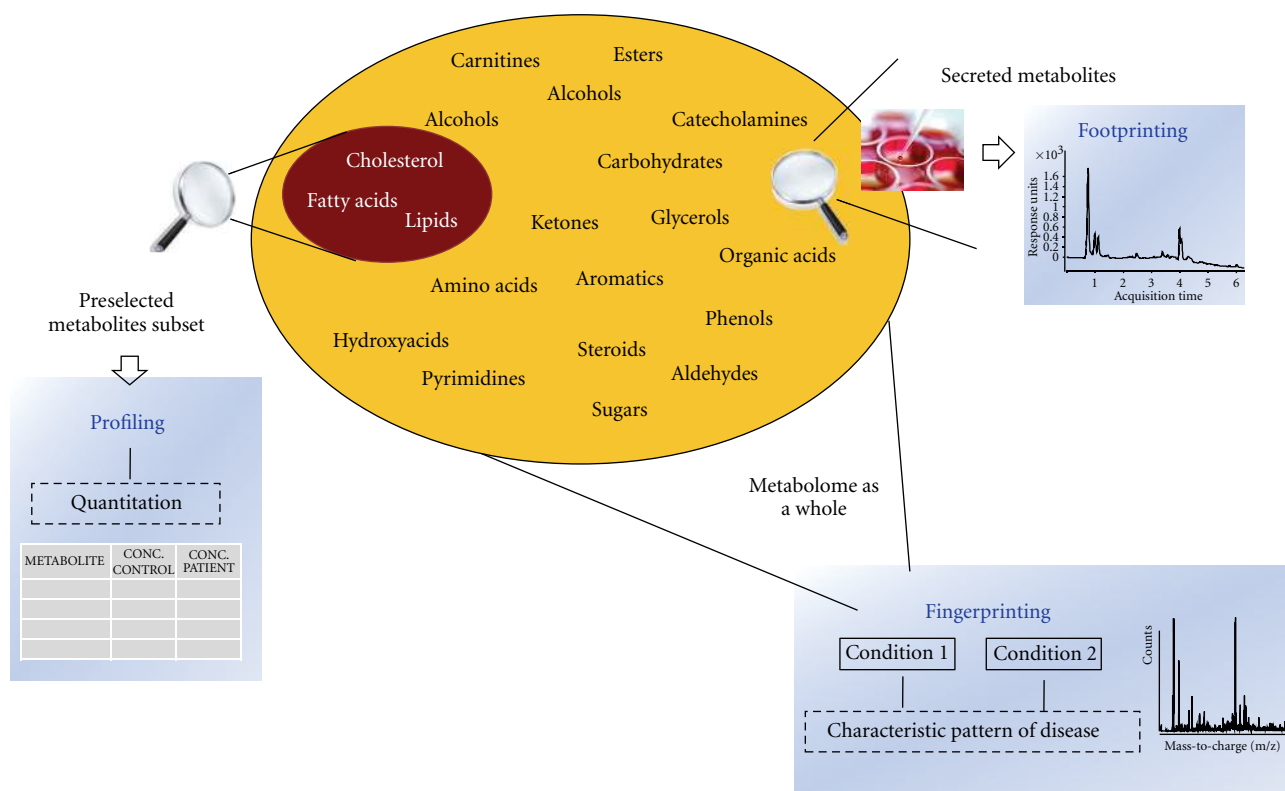 Carnitines
Esters
Alcohols
Alcohols
Catecholamines
Cholesterol
Carbohydrates
Fatty acids
Lipids
Ketones
Glycerols
Organic acids
Amino acids
Aromatics
Phenols
Hydroxyacids
Steroids
Pyrimidines
Aldehydes
Sugars
Secreted metabolites
Footprinting
×10³
Response units
1.6
1.4
1.2
1
0.8
0.6
0.4
0.2
0
1 2 3 4 5 6
Acquisition time
Preselected
metabolites subset
Profiling
Quantitation
METABOLITE
CONC.
CONTROL
CONC.
PATIENT
Metabolome as
a whole
Fingerprinting
Condition 1
Condition 2
Characteristic pattern of disease
Counts
Mass-to-charge (m/z)